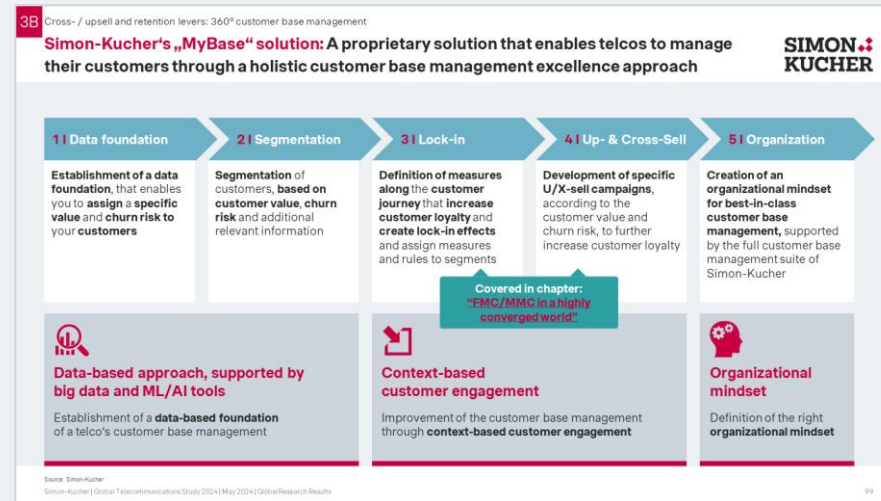 3B
Cross- / upsell and retention levers: 360° customer base management
Simon-Kucher's „MyBase“ solution: A proprietary solution that enables telcos to manage
their customers through a holistic customer base management excellence approach
SIMON
KUCHER
1 I Data foundation
2 I Segmentation
3 I Lock-in
4 I Up- & Cross-Sell
5 I Organization
Establishment of a data
foundation, that enables
you to assign a specific
value and churn risk to
your customers
Segmentation of
customers, based on
customer value, churn
risk and additional
relevant information
Definition of measures
along the customer
journey that increase
customer loyalty and
create lock-in effects
and assign measures
and rules to segments
Development of specific
U/X-sell campaigns,
according to the
customer value and
churn risk, to further
increase customer loyalty
Creation of an
organizational mindset
for best-in-class
customer base
management, supported
by the full customer base
management suite of
Simon-Kucher
Covered in chapter:
“FMC/MMC in a highly
converged world”
Data-based approach, supported by
big data and ML/AI tools
Establishment of a data-based foundation
of a telco's customer base management
Context-based
customer engagement
Improvement of the customer base management
through context-based customer engagement
Organizational
mindset
Definition of the right
organizational mindset
Source: Simon-Kucher
Simon-Kucher | Global Telecommunications Study 2024 | May 2024 | Global Research Results
99